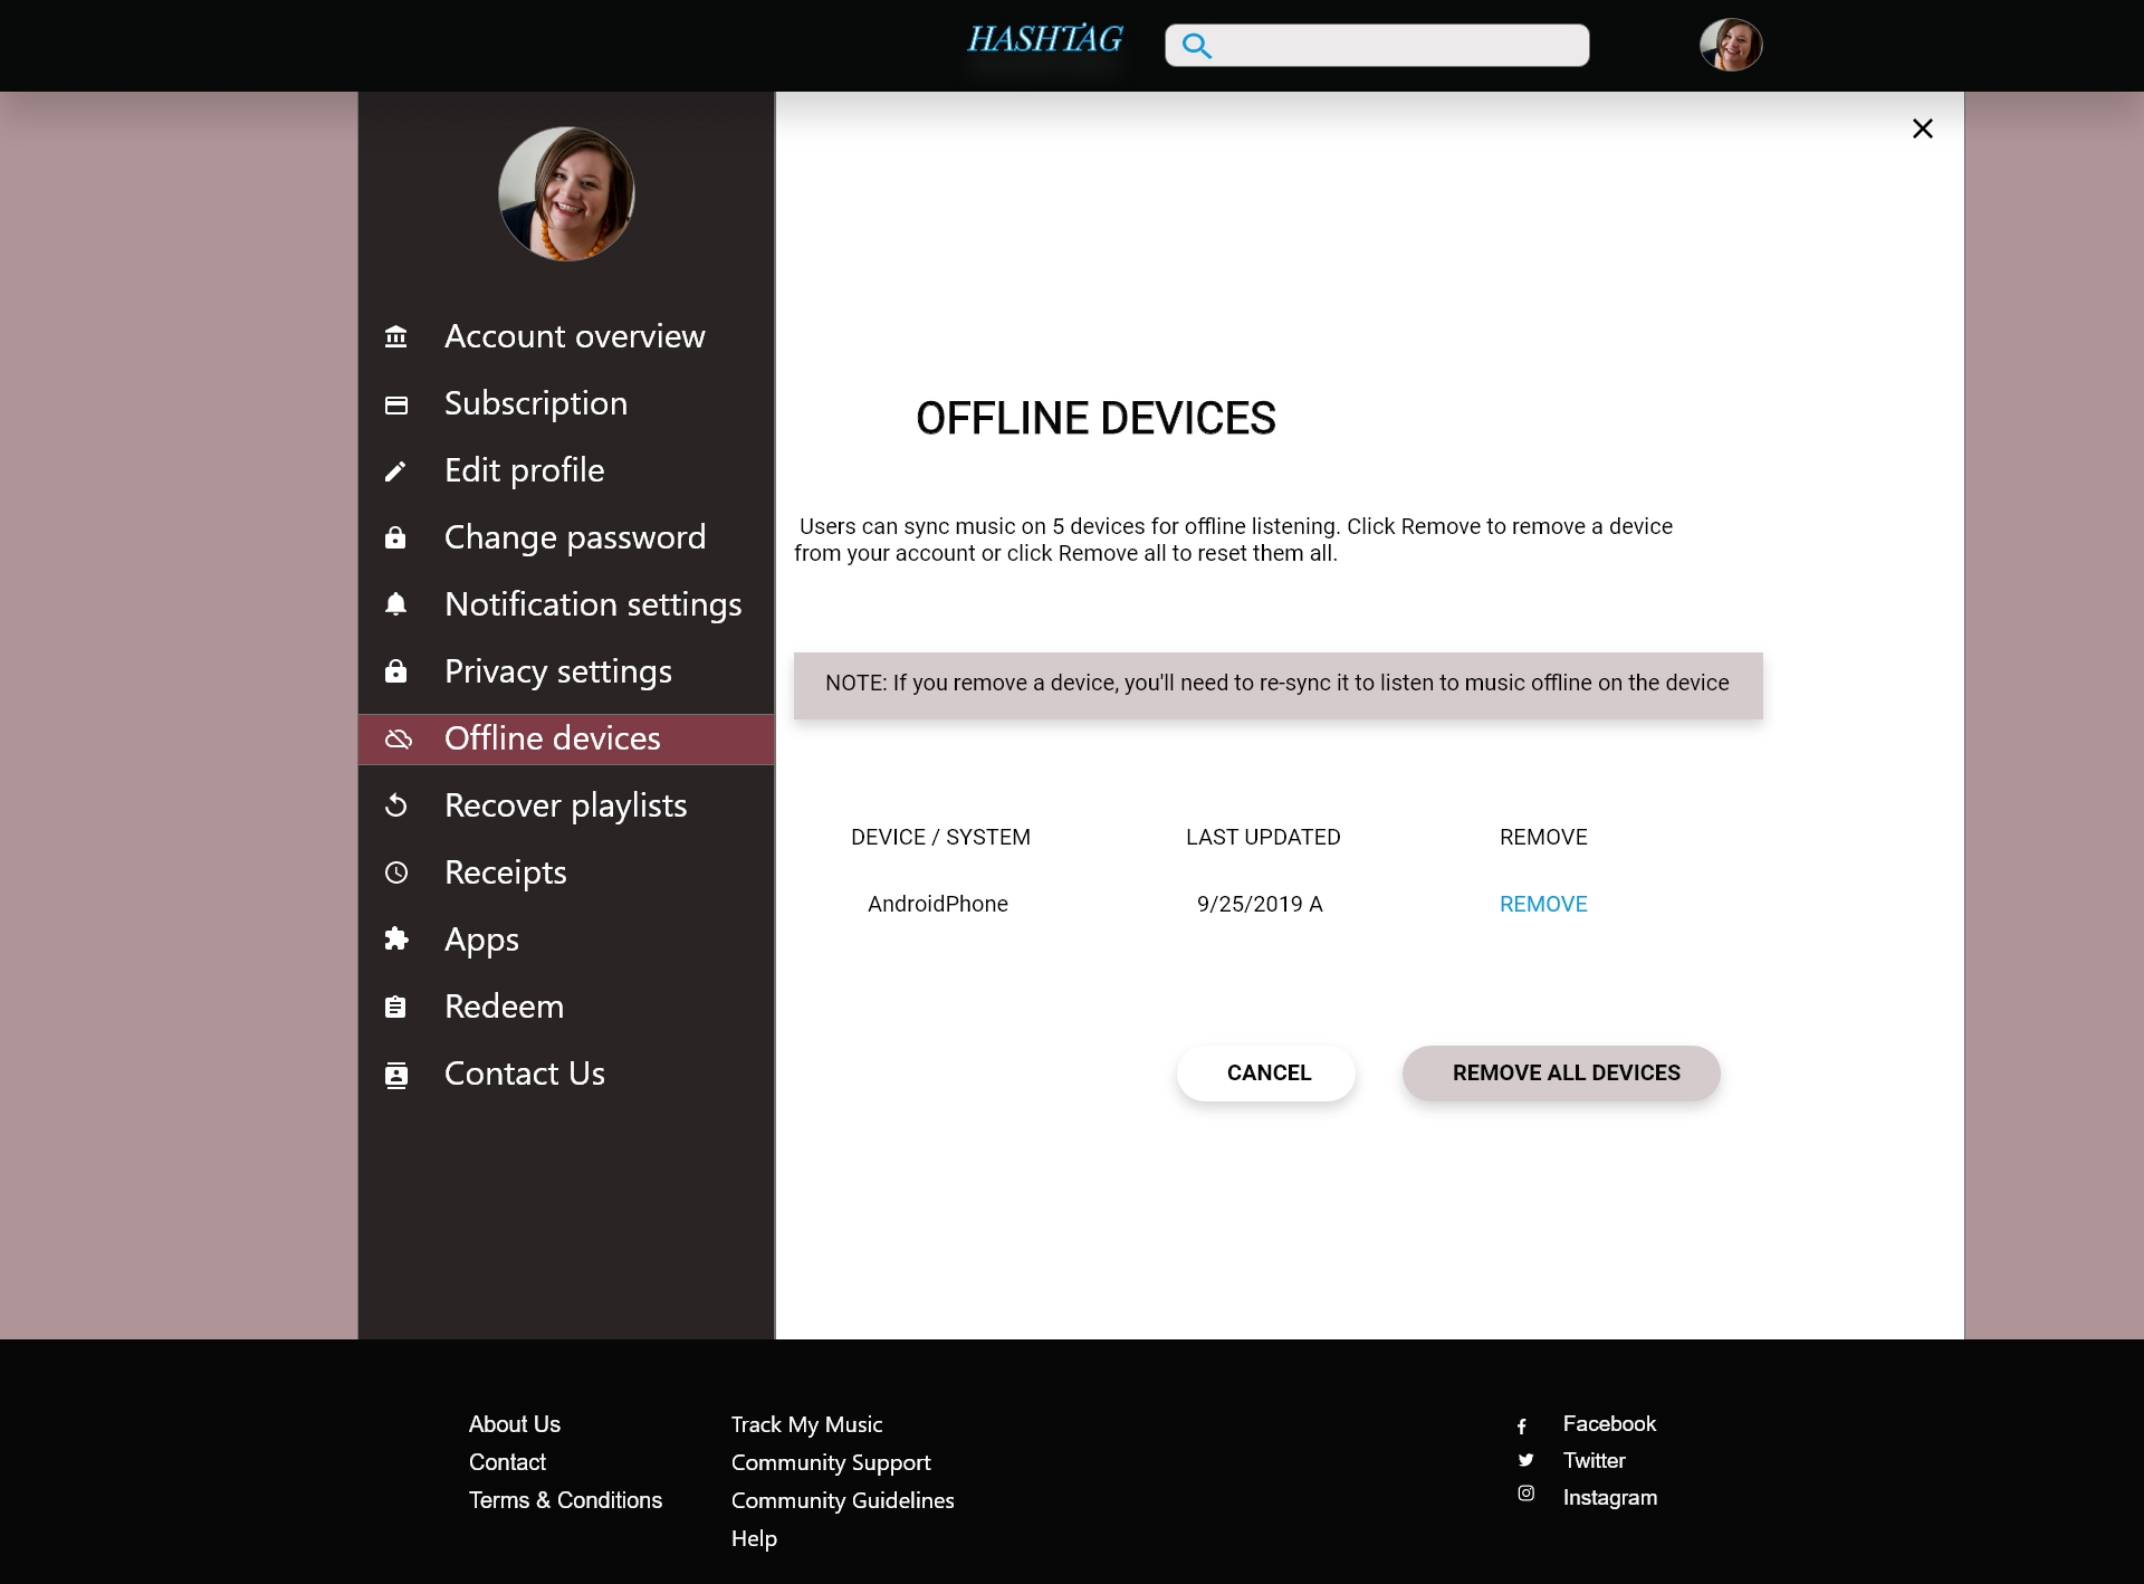 HASHTAG
Account overview
Subscription
Edit profile
Change password
Notification settings
Privacy settings
Offline devices
Recover playlists
Receipts
Apps
Redeem
Contact Us
OFFLINE DEVICES
Users can sync music on 5 devices for offline listening. Click Remove to remove a device
from your account or click Remove all to reset them all.
NOTE: If you remove a device, you'll need to re-sync it to listen to music offline on the device
DEVICE / SYSTEM LAST UPDATED REMOVE
AndroidPhone 9/25/2019 A REMOVE
CANCEL REMOVE ALL DEVICES
About Us
Contact
Terms & Conditions
Track My Music
Community Support
Community Guidelines
Help
Facebook
Twitter
Instagram